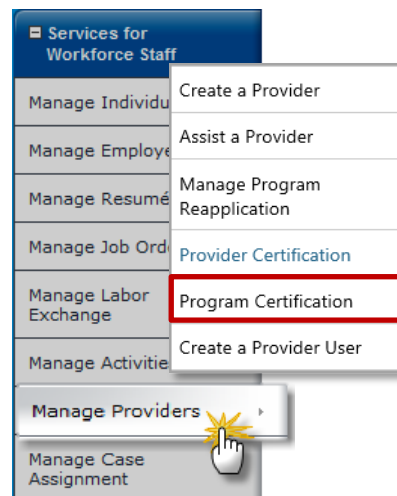 Services for
Workforce Staff
Manage Individu
Manage Employe
Manage Resumé
Manage Job Ord
Manage Labor
Exchange
Manage Activitie
Manage Providers
Manage Case
Assignment
Create a Provider
Assist a Provider
Manage Program
Reapplication
Provider Certification
Program Certification
Create a Provider User